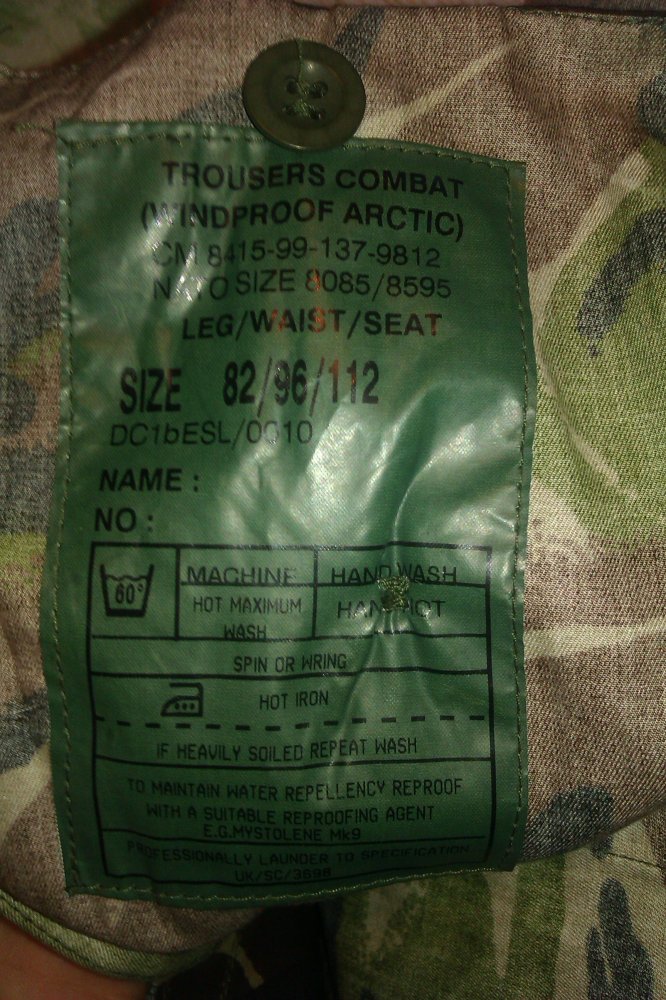 TROUSERS COMBAT
(WINDPROOF ARCTIC)
CM 8415-99-137-9812
NATO SIZE 8085/8595
LEG/WAIST/SEAT
SIZE 82/96/112
DC1bESL/0010
NAME :
NO :
60°
MACHINE HAND WASH
HOT MAXIMUM HAND HOT
WASH
SPIN OR WRING
HOT IRON
IF HEAVILY SOILED REPEAT WASH
TO MAINTAIN WATER REPELLENCY REPROOF
WITH A SUITABLE REPROOFING AGENT
E.G.MYSTOLENE Mk9
PROFESSIONALLY LAUNDER TO SPECIFICATION
UK/SC/3696